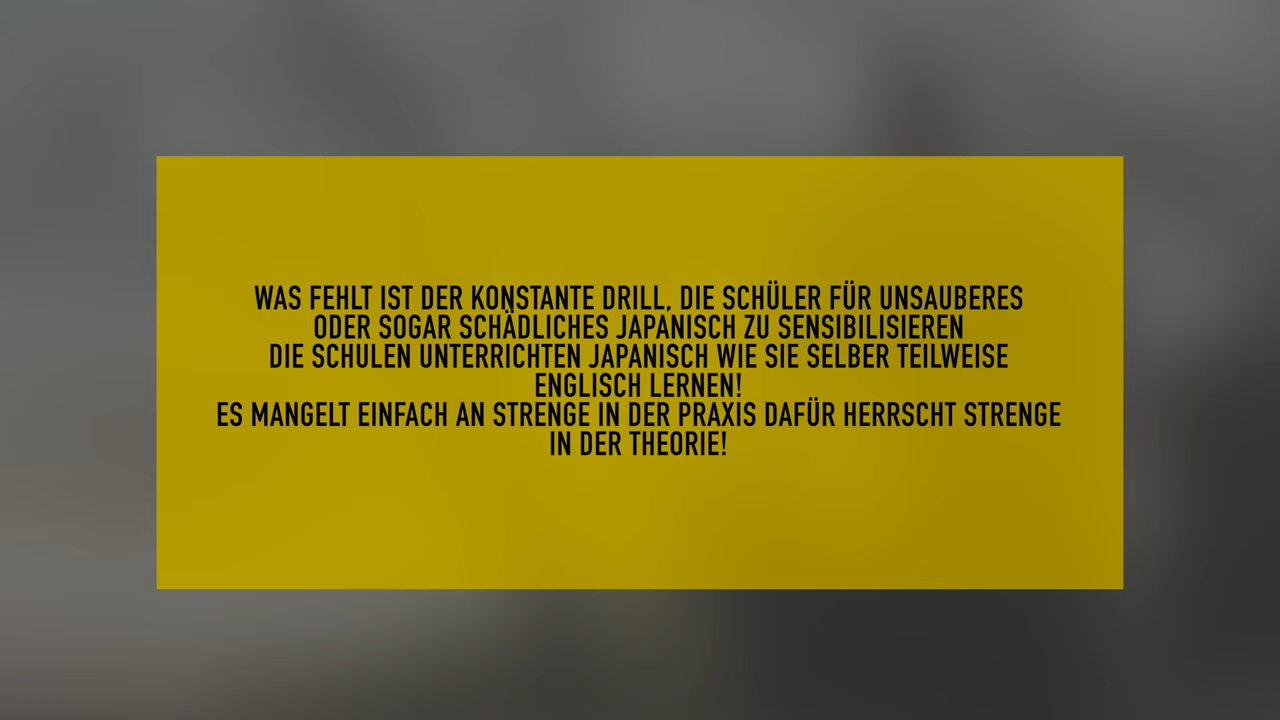 WAS FEHLT IST DER KONSTANTE DRILL, DIE SCHÜLER FÜR UNSAUBERES
ODER SOGAR SCHÄDLICHES JAPANISCH ZU SENSIBILISIEREN
DIE SCHULEN UNTERRICHTEN JAPANISCH WIE SIE SELBER TEILWEISE
ENGLISCH LERNEN!
ES MANGELT EINFACH AN STRENGE IN DER PRAXIS DAFÜR HERRSCHT STRENGE
IN DER THEORIE!